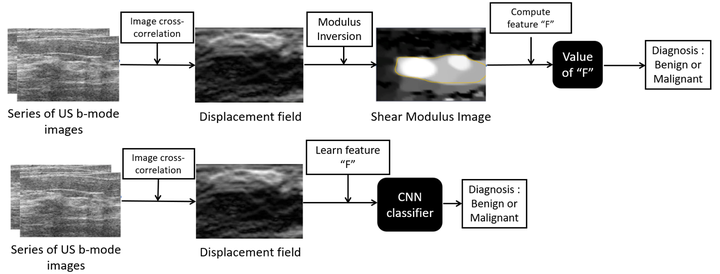 Image cross-
correlation
Modulus
Inversion
Compute
feature “F”
Value
of “F”
Diagnosis :
Benign or
Malignant
Series of US b-mode
images
Displacement field
Shear Modulus Image
Image cross-
correlation
Learn feature
“F”
CNN
classifier
Diagnosis :
Benign or
Malignant
Series of US b-mode
images
Displacement field